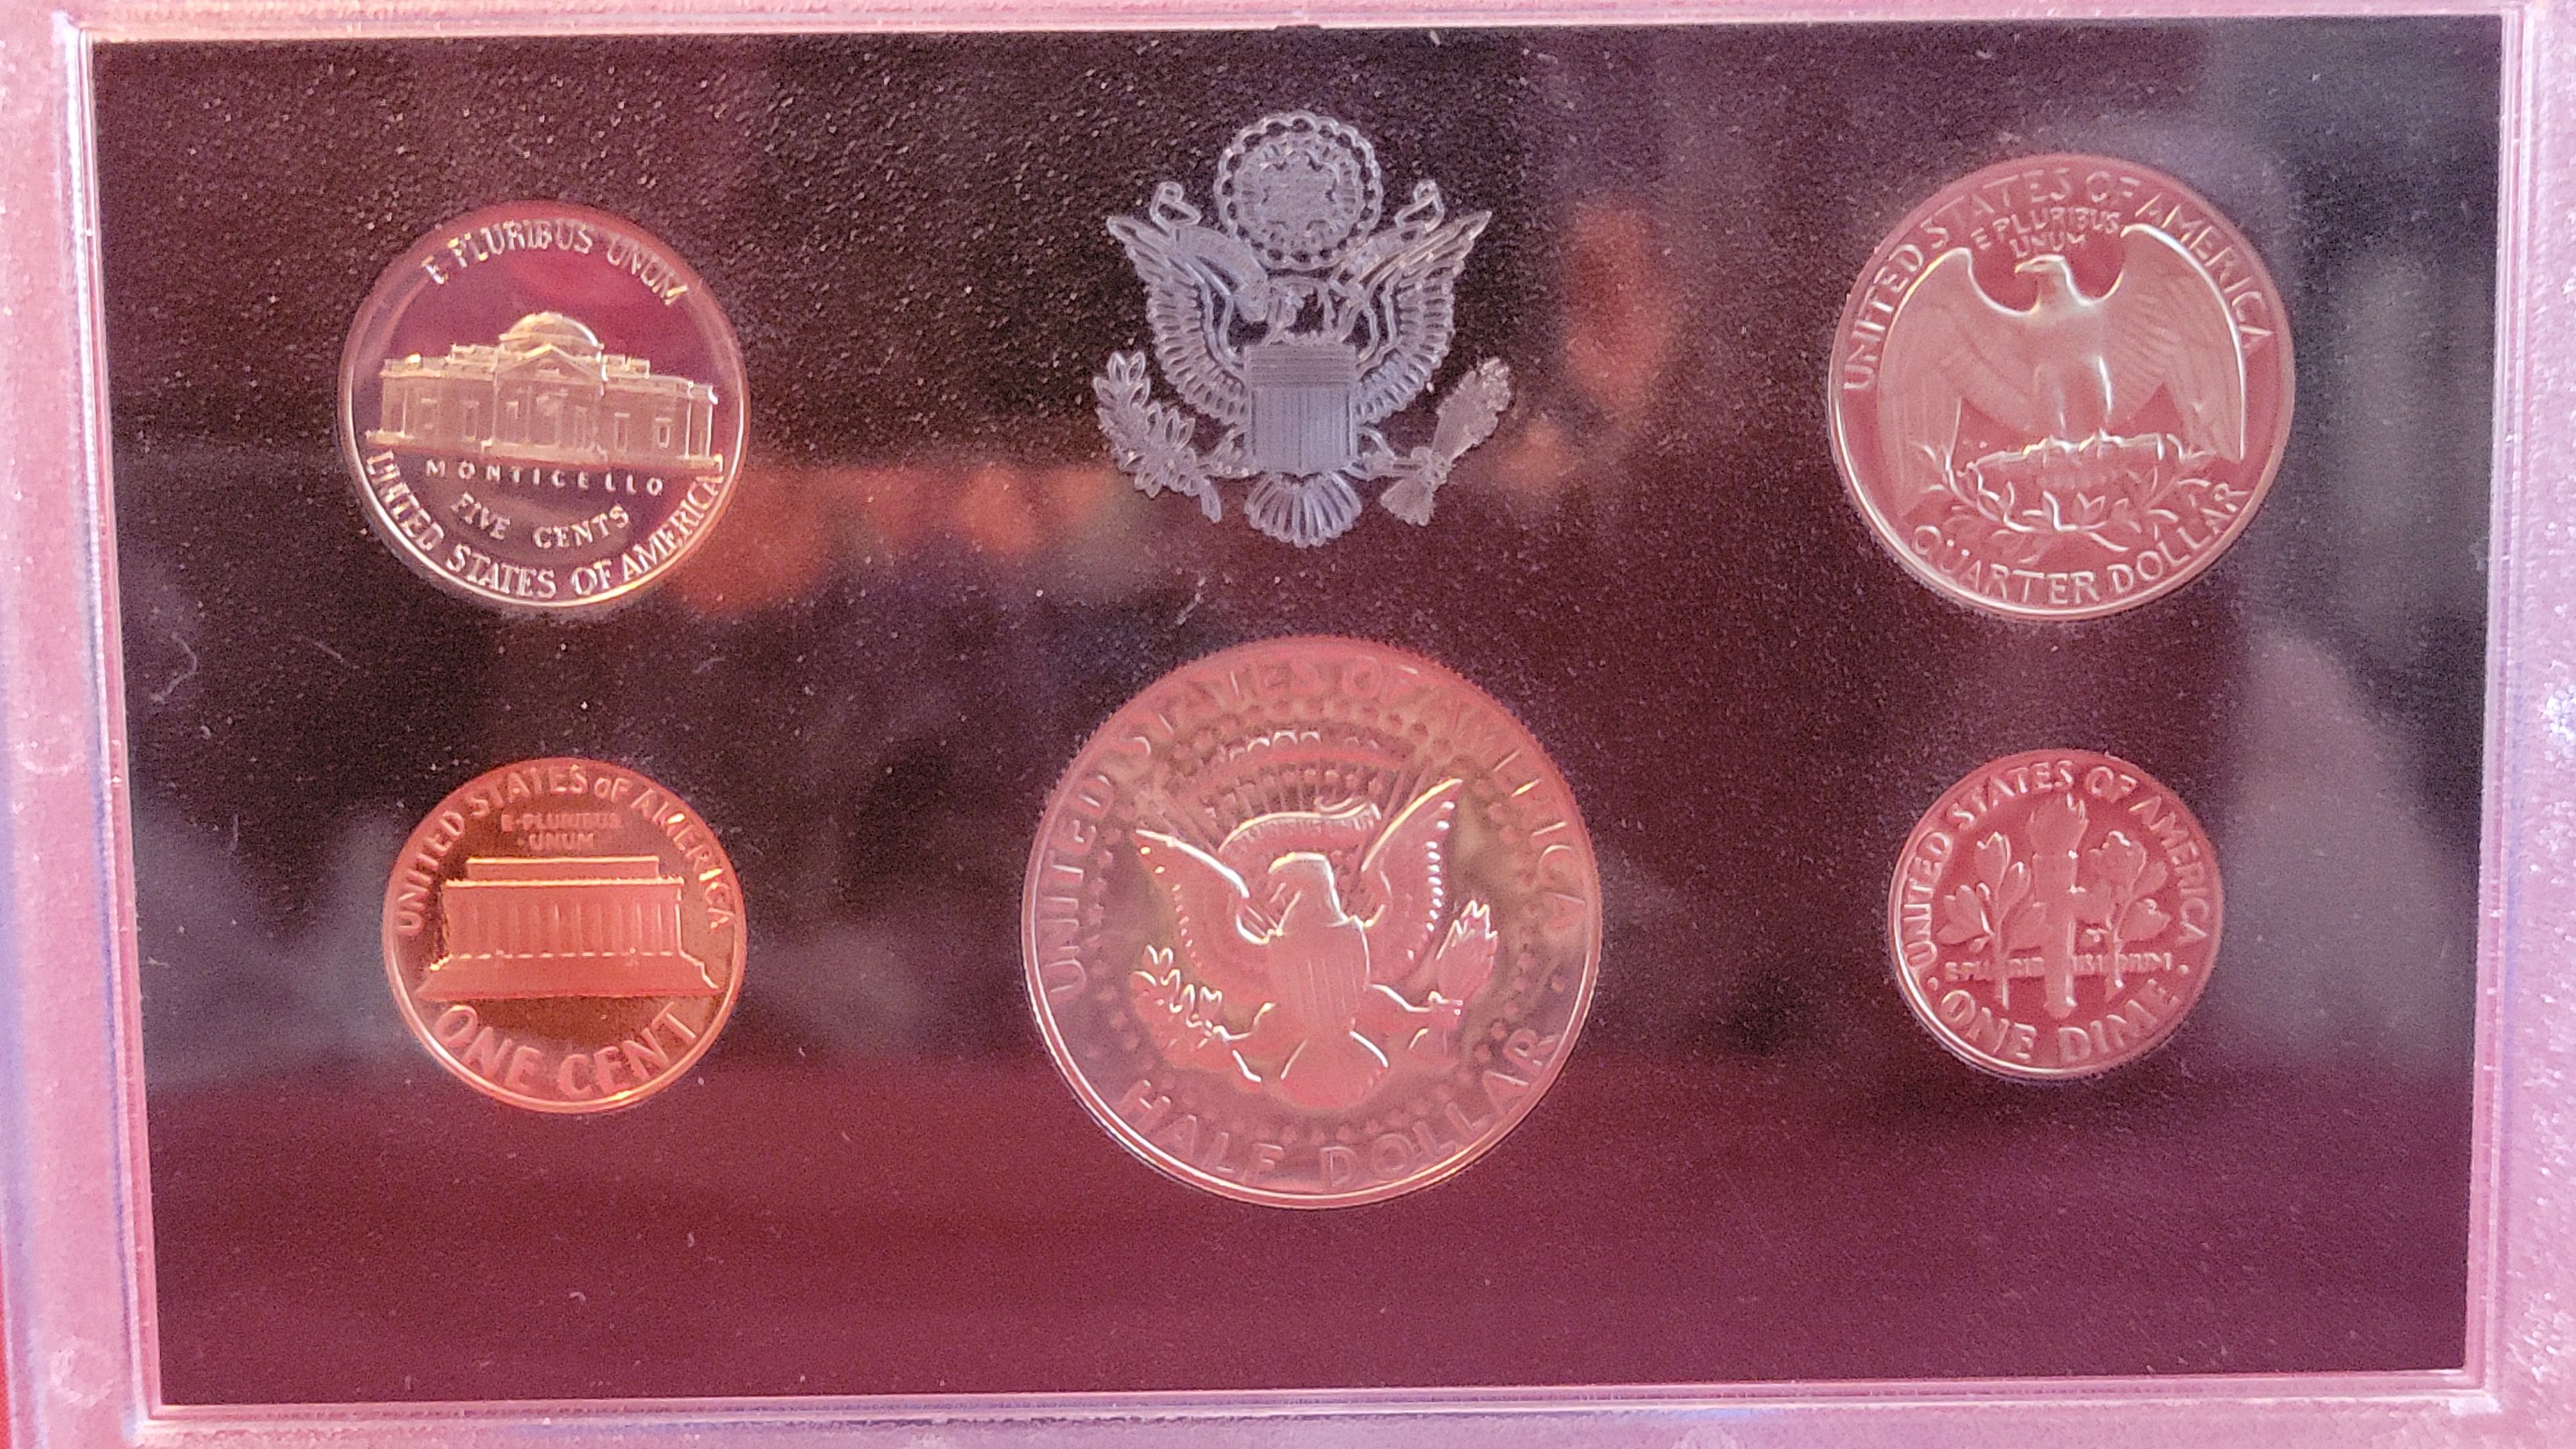 E PLURIBUS UNUM
MONTICELLO
FIVE CENTS
UNITED STATES OF AMERICA
UNITED STATES OF AMERICA
E PLURIBUS
UNUM
QUARTER DOLLAR
UNITED STATES OF AMERICA
E·PLURIBUS
·UNUM·
ONE CENT
UNITED STATES OF AMERICA
HALF DOLLAR
UNITED STATES OF AMERICA
· ONE DIME ·